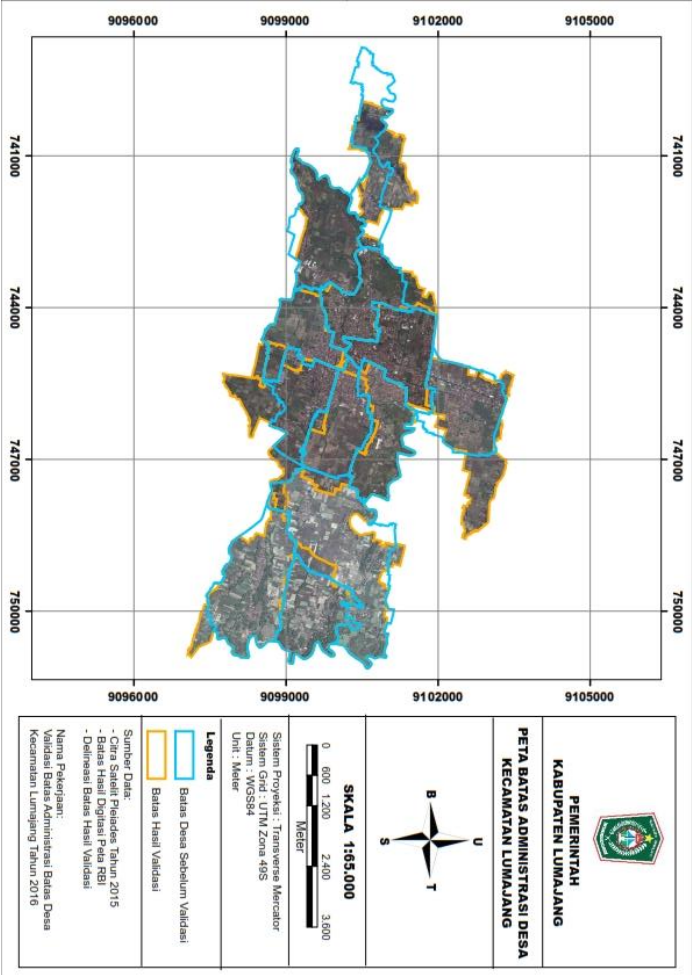 741000 744000 747000 750000
9105000 9105000
9102000 9102000
9099000 9099000
9096000 9096000
741000 744000 747000 750000
PEMERINTAH
KABUPATEN LUMAJANG
PETA BATAS ADMINISTRASI DESA
KECAMATAN LUMAJANG
U
B T
S
SKALA 1:65.000
0 600 1.200 2.400 3.600
Meter
Sistem Proyeksi : Transverse Mercator
Sistem Grid : UTM Zona 49S
Datum : WGS84
Unit : Meter
Legenda
Batas Desa Sebelum Validasi
Batas Hasil Validasi
Sumber Data:
- Citra Satelit Pleiades Tahun 2015
- Batas Hasil Digitasi Peta RBI
- Delineasi Batas Hasil Validasi
Nama Pekerjaan:
Validasi Batas Administrasi Batas Desa
Kecamatan Lumajang Tahun 2016